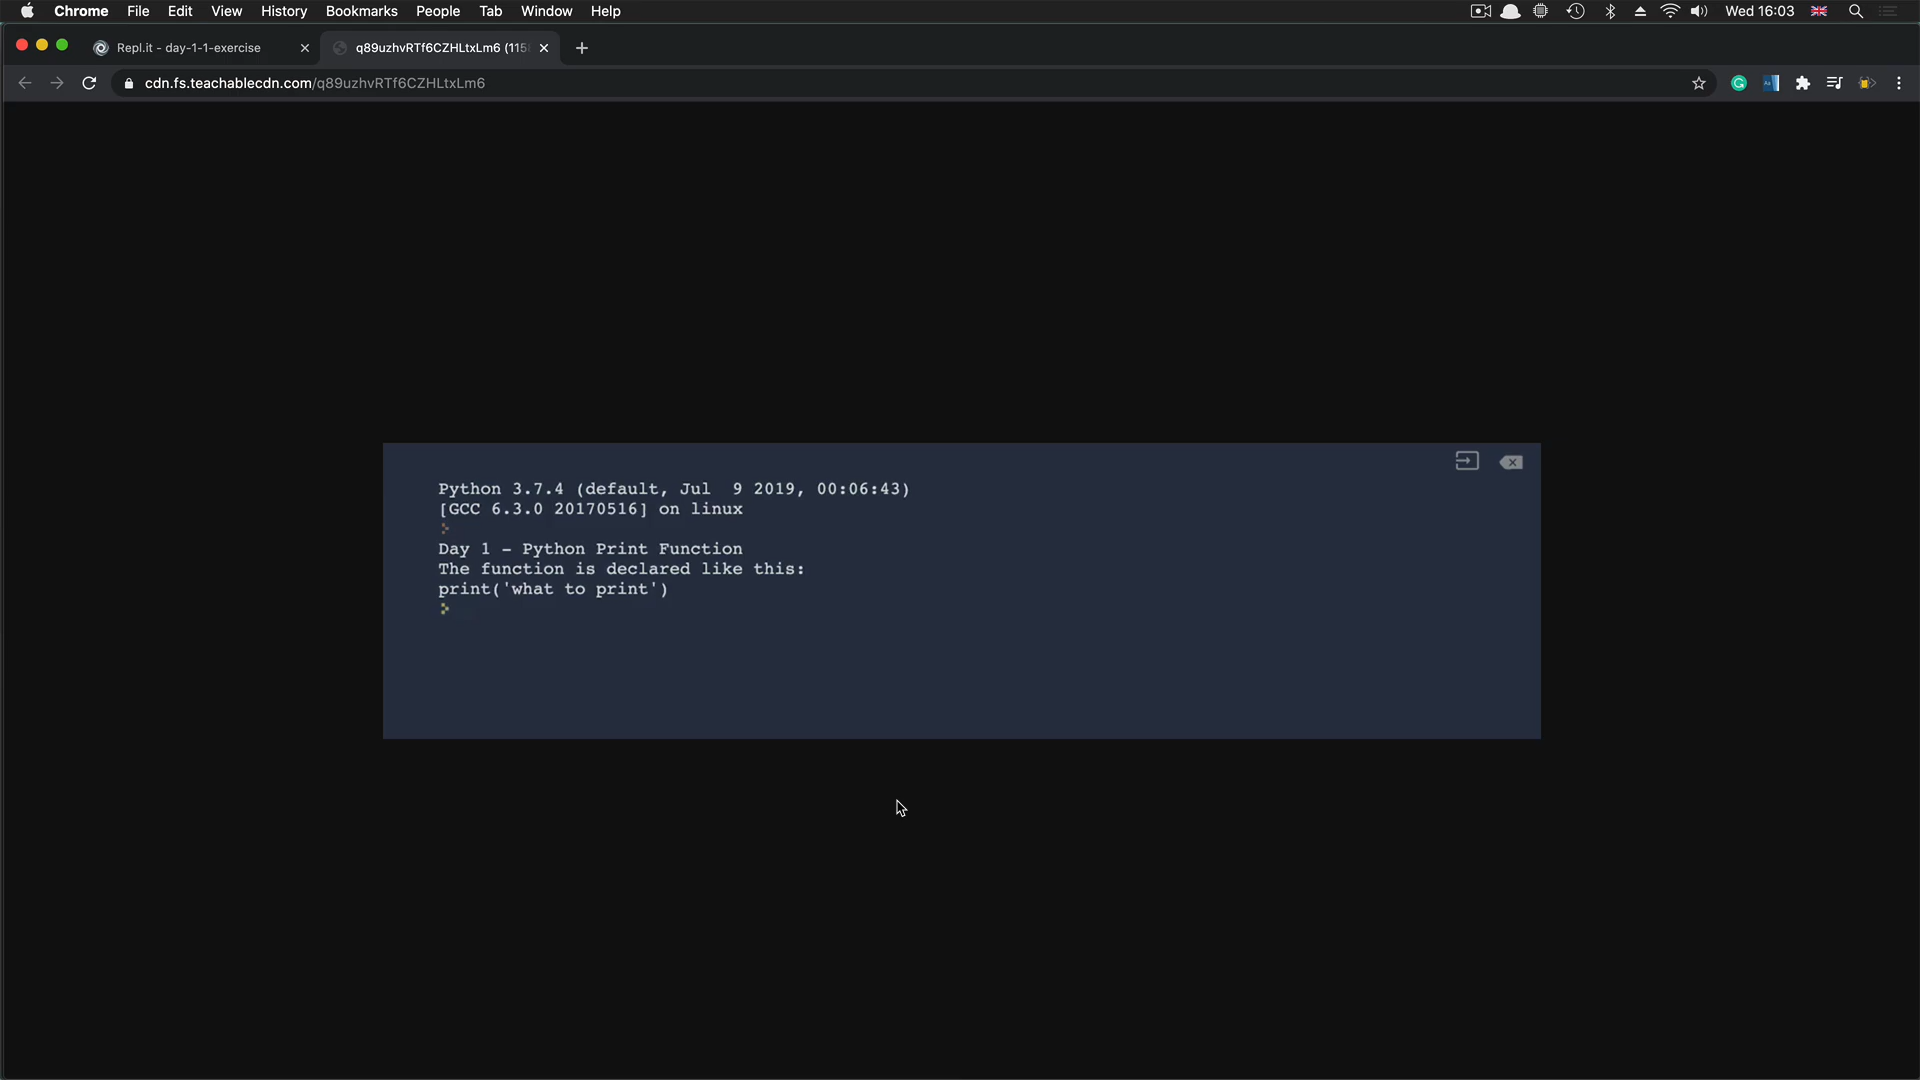 Chrome File Edit View History Bookmarks People Tab Window Help Wed 16:03
Repl.it - day-1-1-exercise q89uzhvRTf6CZHLtxLm6 (115
cdn.fs.teachablecdn.com/q89uzhvRTf6CZHLtxLm6
Python 3.7.4 (default, Jul  9 2019, 00:06:43)
[GCC 6.3.0 20170516] on linux
Day 1 - Python Print Function
The function is declared like this:
print('what to print')